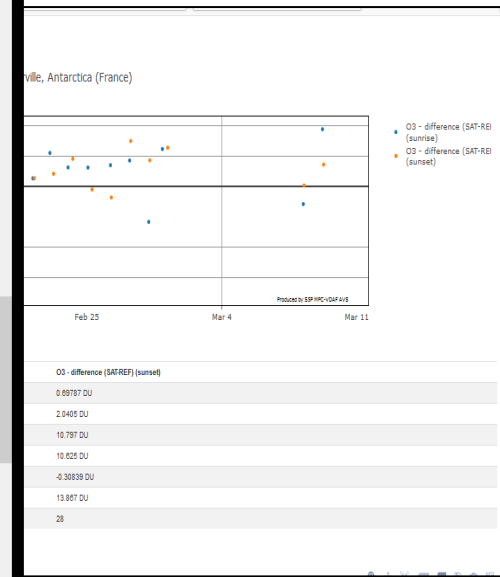 ville, Antarctica (France)
O3 - difference (SAT-REI
(sunrise)
O3 - difference (SAT-REI
(sunset)
Produced by S5P MPC-VDAF AVS
Feb 25 Mar 4 Mar 11
O3 - difference (SAT-REF) (sunset)
0.69787 DU
2.0405 DU
10.797 DU
10.625 DU
-0.30839 DU
13.867 DU
28